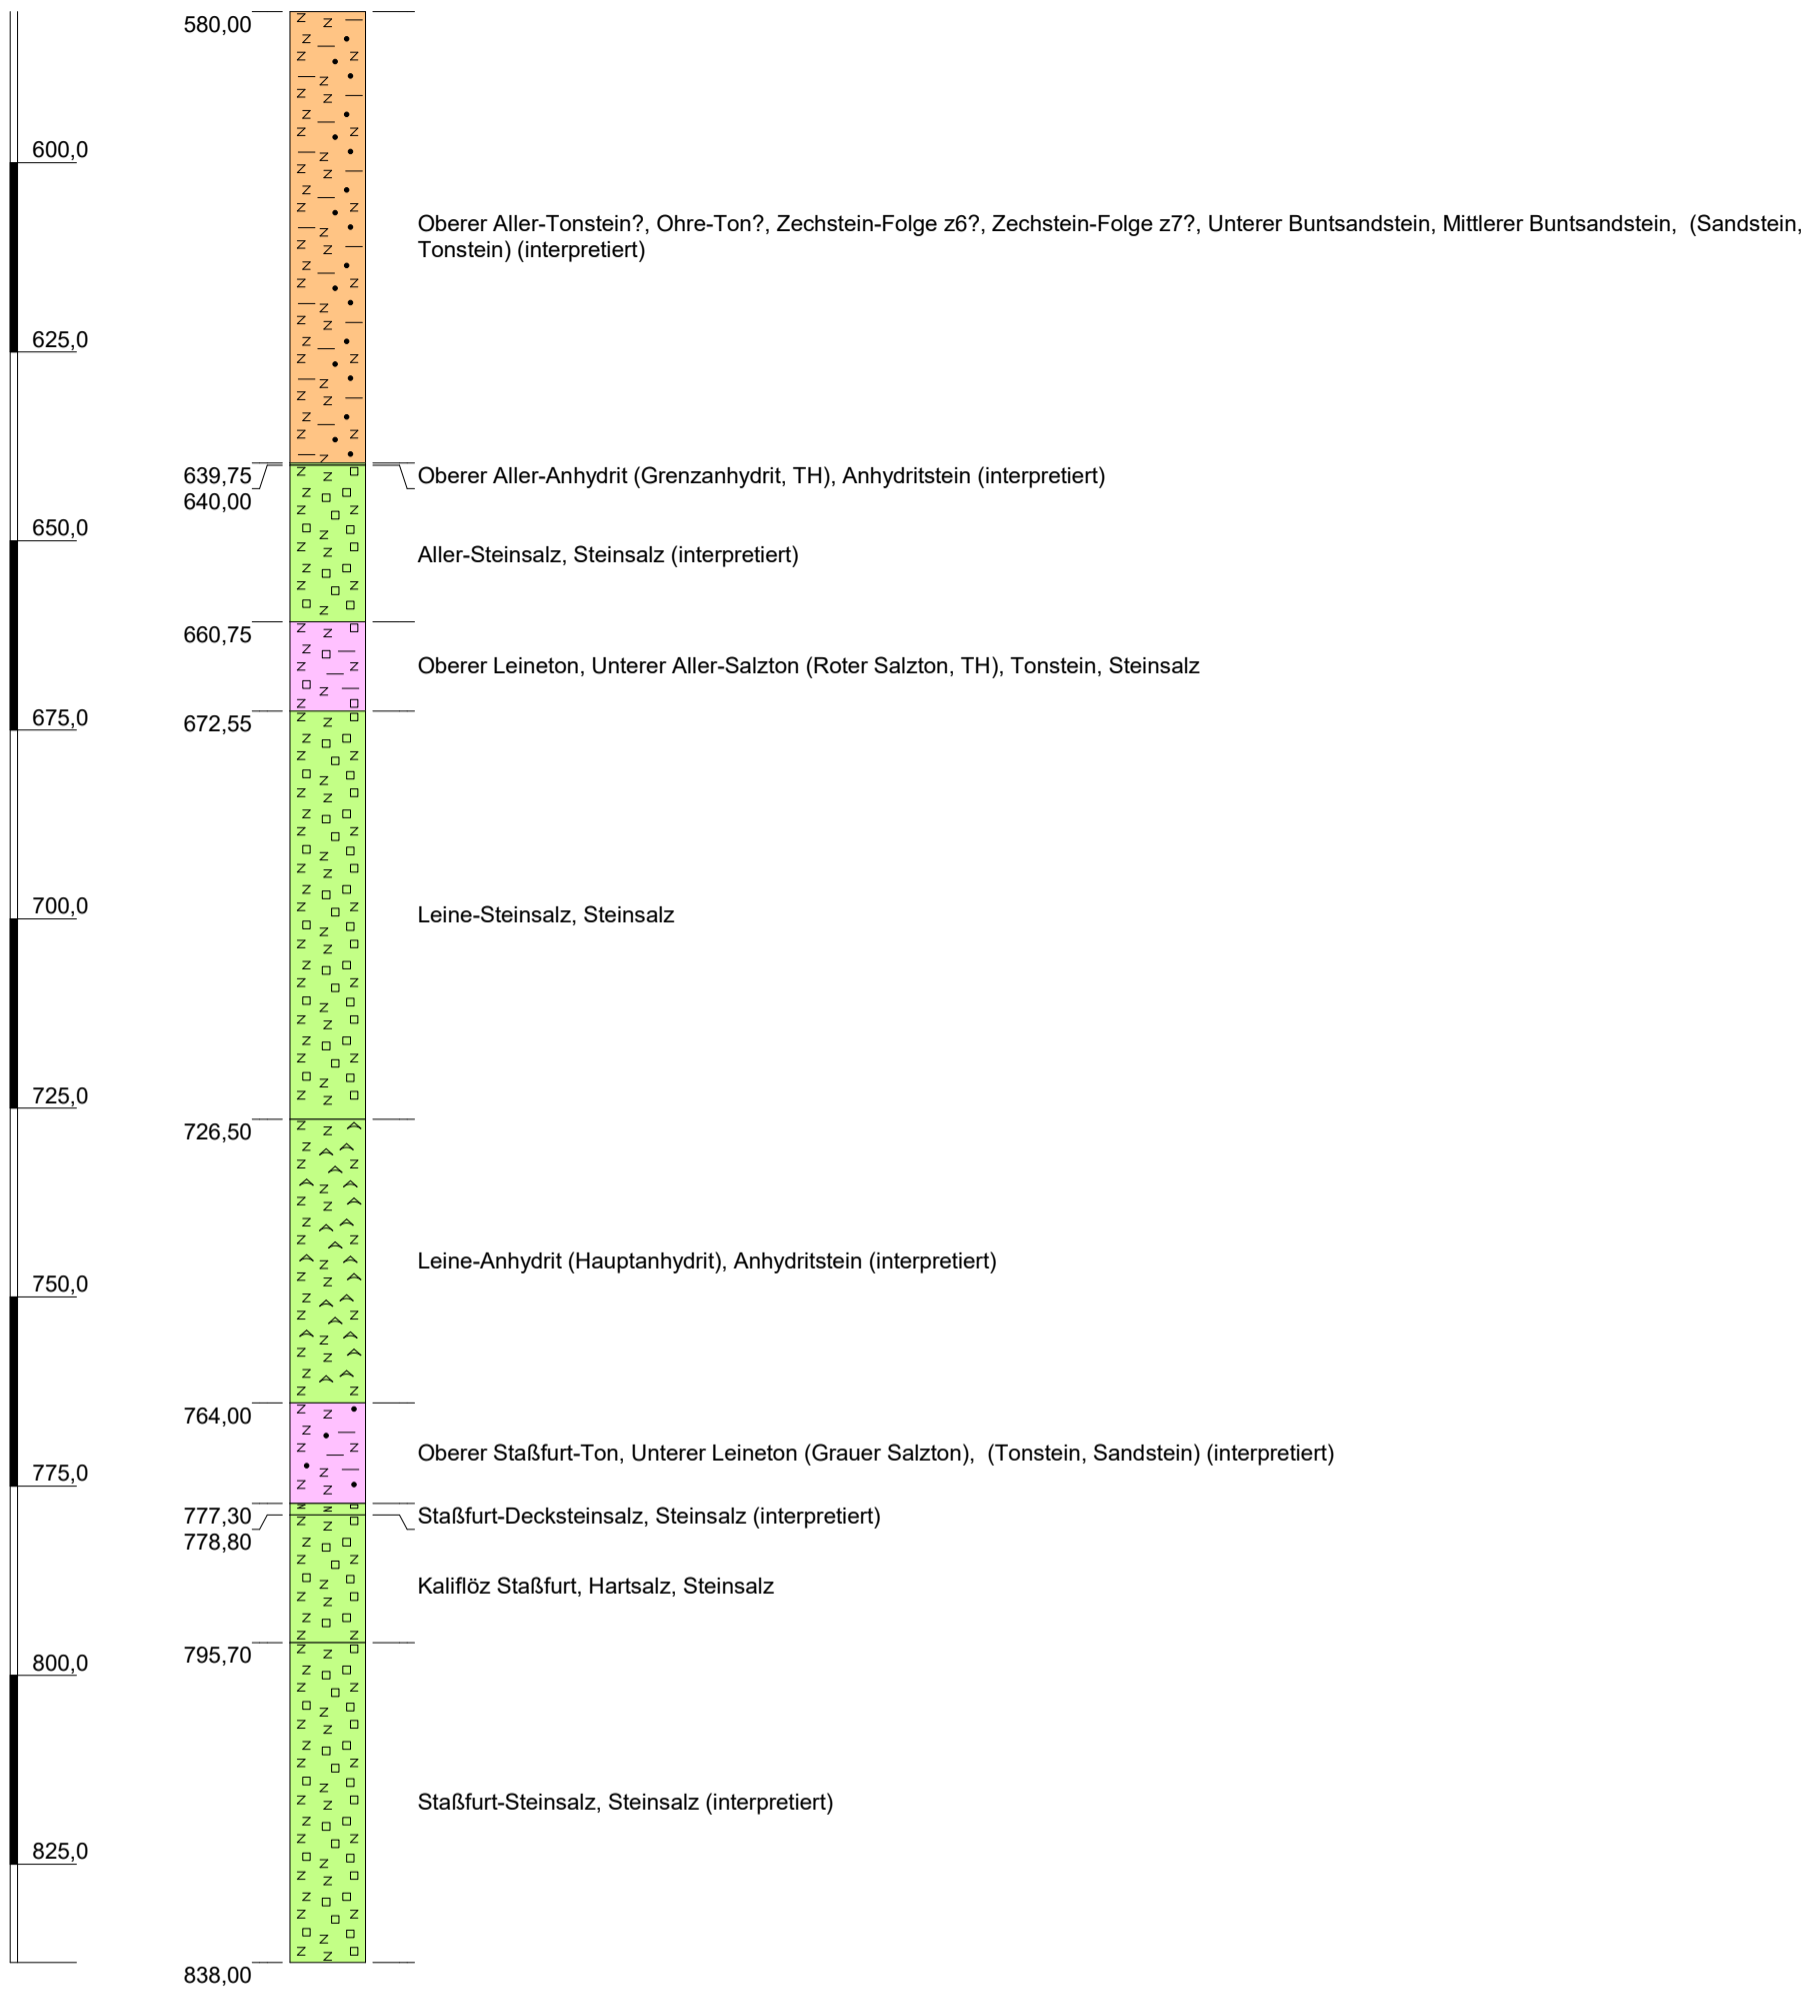 580,00
600,0
Oberer Aller-Tonstein?, Ohre-Ton?, Zechstein-Folge z6?, Zechstein-Folge z7?, Unterer Buntsandstein, Mittlerer Buntsandstein,  (Sandstein,
Tonstein) (interpretiert)
625,0
639,75
Oberer Aller-Anhydrit (Grenzanhydrit, TH), Anhydritstein (interpretiert)
640,00
650,0
Aller-Steinsalz, Steinsalz (interpretiert)
660,75
Oberer Leineton, Unterer Aller-Salzton (Roter Salzton, TH), Tonstein, Steinsalz
675,0
672,55
700,0
Leine-Steinsalz, Steinsalz
725,0
726,50
Leine-Anhydrit (Hauptanhydrit), Anhydritstein (interpretiert)
750,0
764,00
Oberer Staßfurt-Ton, Unterer Leineton (Grauer Salzton),  (Tonstein, Sandstein) (interpretiert)
775,0
777,30
Staßfurt-Decksteinsalz, Steinsalz (interpretiert)
778,80
Kaliflöz Staßfurt, Hartsalz, Steinsalz
795,70
800,0
Staßfurt-Steinsalz, Steinsalz (interpretiert)
825,0
838,00